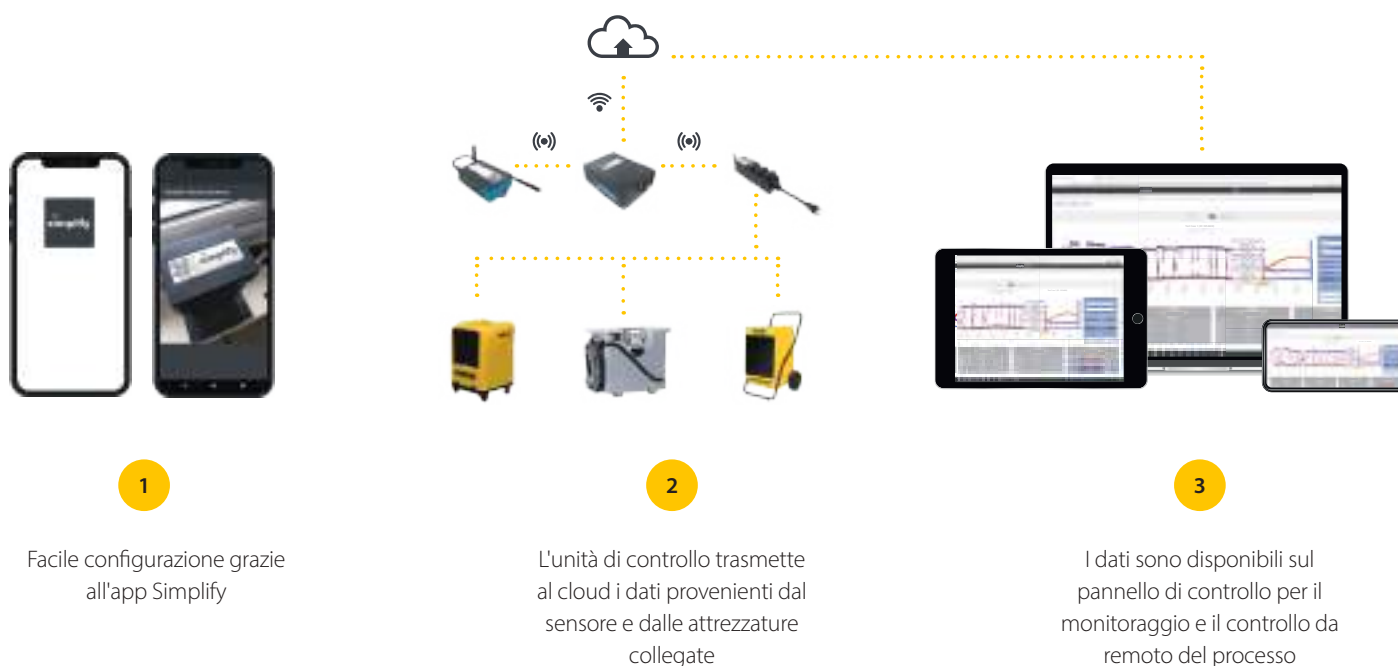 simplify
simplify
1
Facile configurazione grazie
all'app Simplify
2
L'unità di controllo trasmette
al cloud i dati provenienti dal
sensore e dalle attrezzature
collegate
3
I dati sono disponibili sul
pannello di controllo per il
monitoraggio e il controllo da
remoto del processo